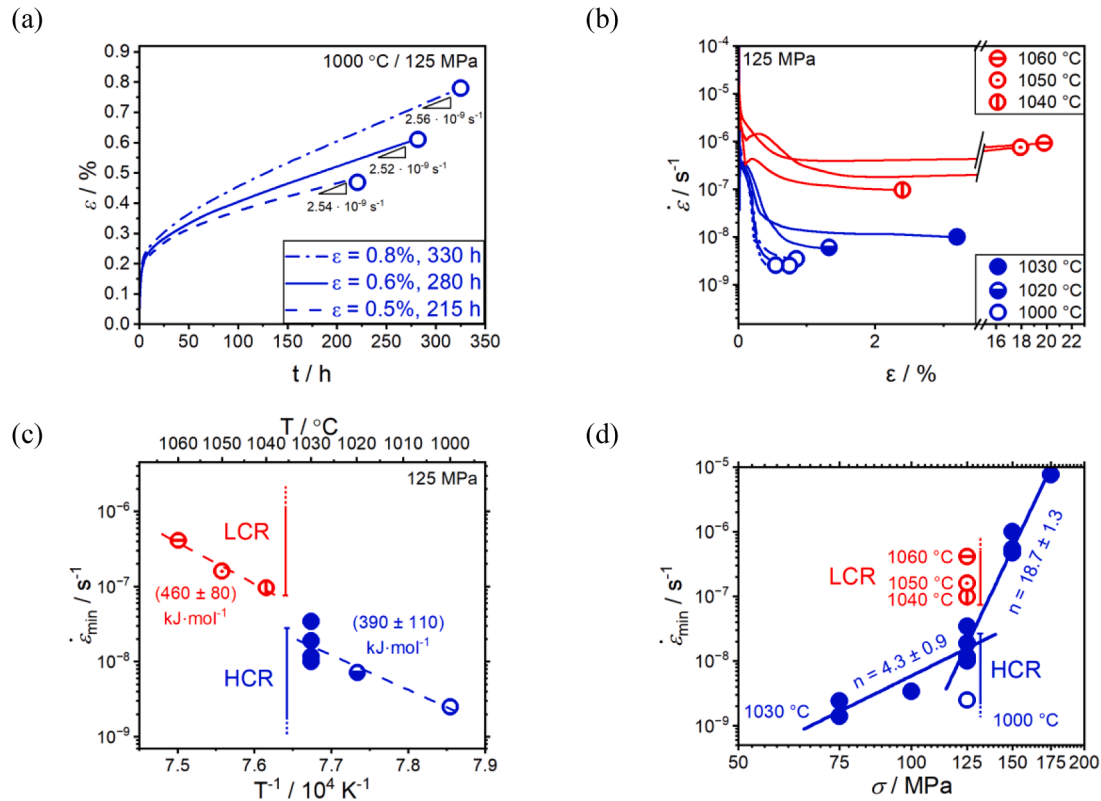 (a)
1000 °C / 125 MPa
0.9
0.8
0.7
0.6
0.5
0.4
0.3
0.2
0.1
0.0
ε / %
2.56 · 10⁻⁹ s⁻¹
2.52 · 10⁻⁹ s⁻¹
2.54 · 10⁻⁹ s⁻¹
ε = 0.8%, 330 h
ε = 0.6%, 280 h
ε = 0.5%, 215 h
0 50 100 150 200 250 300 350
t / h
(b)
125 MPa
1060 °C
1050 °C
1040 °C
10⁻⁴
10⁻⁵
10⁻⁶
10⁻⁷
10⁻⁸
10⁻⁹
ε̇ / s⁻¹
1030 °C
1020 °C
1000 °C
0 2 16 18 20 22
ε / %
(c)
T / °C
1060 1050 1040 1030 1020 1010 1000
125 MPa
10⁻⁶
10⁻⁷
10⁻⁸
10⁻⁹
ε̇min / s⁻¹
LCR
(460 ± 80)
kJ·mol⁻¹
(390 ± 110)
kJ·mol⁻¹
HCR
7.5 7.6 7.7 7.8 7.9
T⁻¹ / 10⁴ K⁻¹
(d)
10⁻⁵
10⁻⁶
10⁻⁷
10⁻⁸
10⁻⁹
ε̇min / s⁻¹
n = 18.7 ± 1.3
LCR
1060 °C
1050 °C
1040 °C
n = 4.3 ± 0.9
HCR
1030 °C
1000 °C
50 75 100 125 150 175 200
σ / MPa